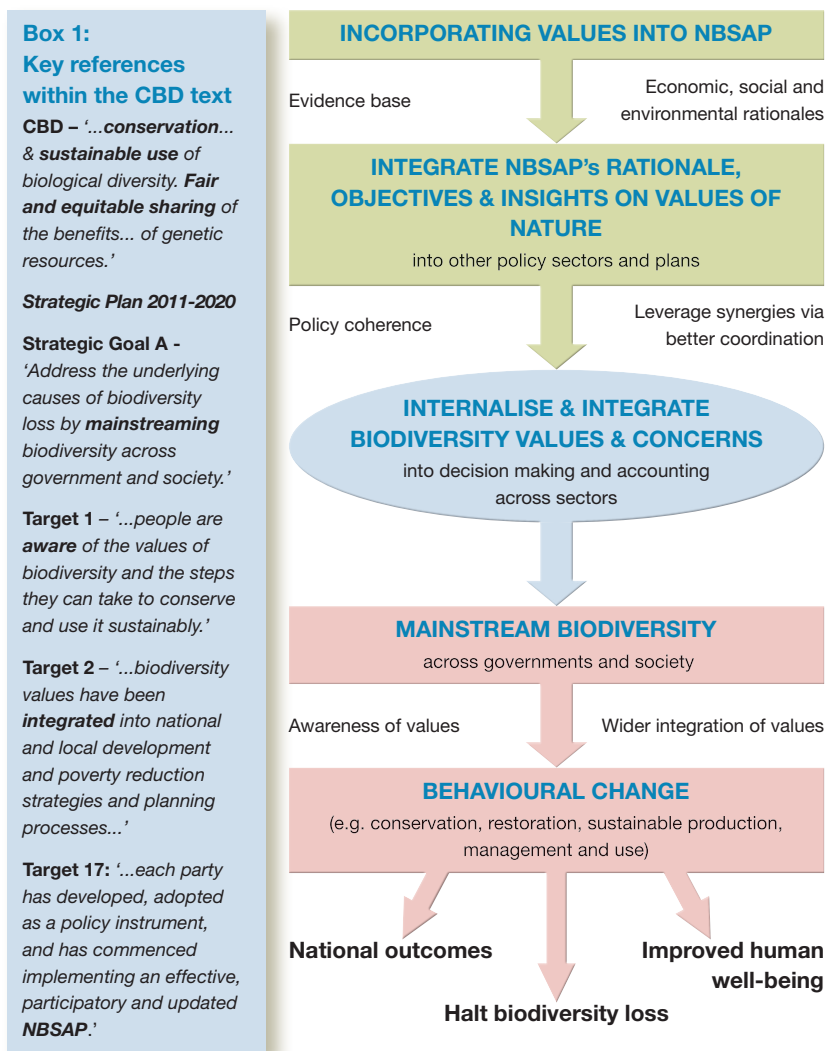 Box 1:
Key references
within the CBD text
CBD – ‘...conservation...
& sustainable use of
biological diversity. Fair
and equitable sharing of
the benefits... of genetic
resources.’
Strategic Plan 2011-2020
Strategic Goal A -
‘Address the underlying
causes of biodiversity
loss by mainstreaming
biodiversity across
government and society.’
Target 1 – ‘...people are
aware of the values of
biodiversity and the steps
they can take to conserve
and use it sustainably.’
Target 2 – ‘...biodiversity
values have been
integrated into national
and local development
and poverty reduction
strategies and planning
processes...’
Target 17: ‘...each party
has developed, adopted
as a policy instrument,
and has commenced
implementing an effective,
participatory and updated
NBSAP.’
INCORPORATING VALUES INTO NBSAP
Evidence base
Economic, social and
environmental rationales
INTEGRATE NBSAP’s RATIONALE,
OBJECTIVES & INSIGHTS ON VALUES OF
NATURE
into other policy sectors and plans
Policy coherence
Leverage synergies via
better coordination
INTERNALISE & INTEGRATE
BIODIVERSITY VALUES & CONCERNS
into decision making and accounting
across sectors
MAINSTREAM BIODIVERSITY
across governments and society
Awareness of values
Wider integration of values
BEHAVIOURAL CHANGE
(e.g. conservation, restoration, sustainable production,
management and use)
National outcomes
Improved human
well-being
Halt biodiversity loss